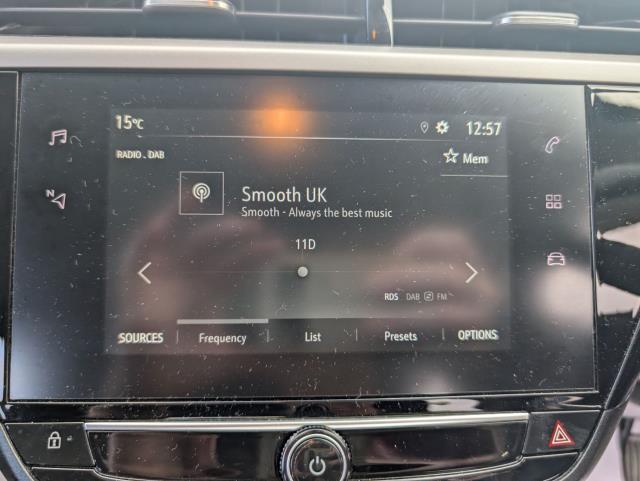 15°C
12:57
RADIO . DAB
Mem
Smooth UK
Smooth - Always the best music
11D
RDS DAB FM
SOURCES Frequency List Presets OPTIONS
N